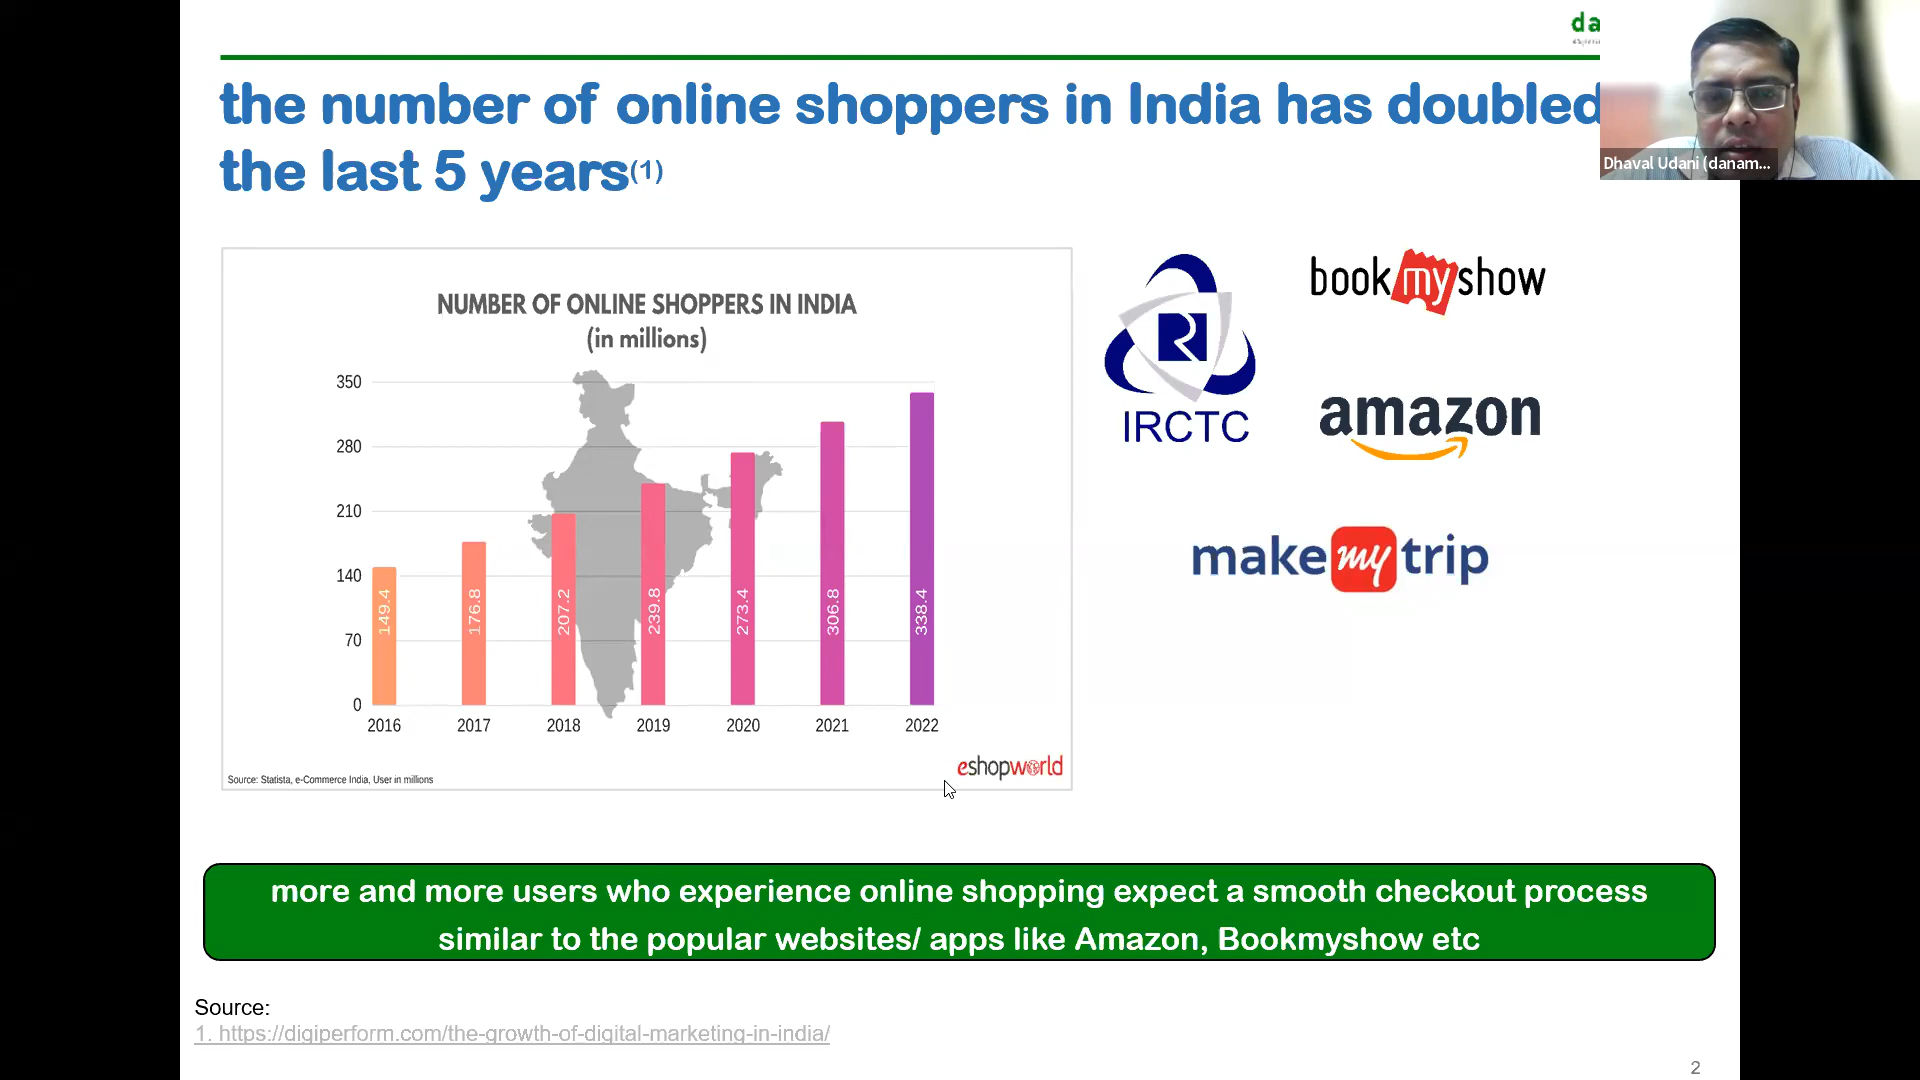 da
the number of online shoppers in India has doubled
the last 5 years(1)
Dhaval Udani (danam...
NUMBER OF ONLINE SHOPPERS IN INDIA
(in millions)
350
280
210
140
70
0
149.4
176.8
207.2
239.8
273.4
306.8
338.4
2016 2017 2018 2019 2020 2021 2022
Source: Statista, e-Commerce India, User in millions
eshopworld
IRCTC
bookmyshow
amazon
makemytrip
more and more users who experience online shopping expect a smooth checkout process
similar to the popular websites/ apps like Amazon, Bookmyshow etc
Source:
1. https://digiperform.com/the-growth-of-digital-marketing-in-india/
2